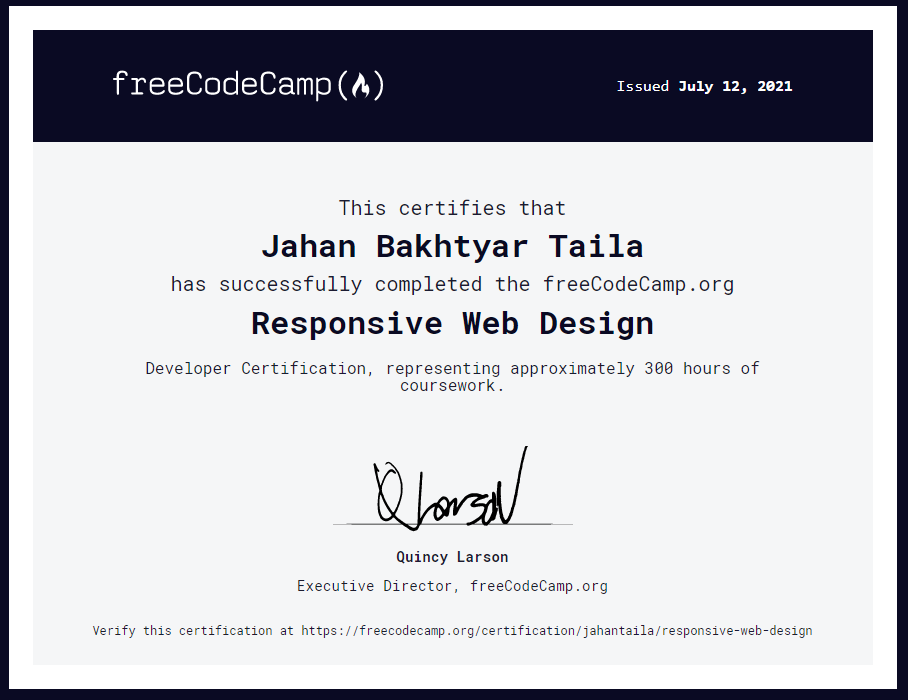 freeCodeCamp(🔥)
Issued July 12, 2021
This certifies that
Jahan Bakhtyar Taila
has successfully completed the freeCodeCamp.org
Responsive Web Design
Developer Certification, representing approximately 300 hours of
coursework.
QLarson
Quincy Larson
Executive Director, freeCodeCamp.org
Verify this certification at https://freecodecamp.org/certification/jahantaila/responsive-web-design